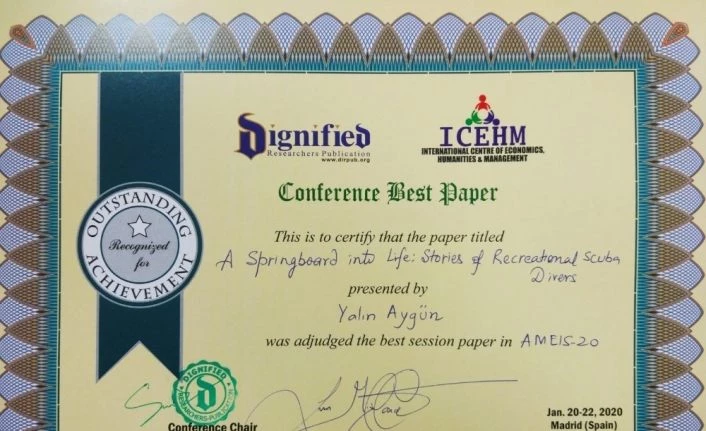 Dignified
Researchers Publication
www.dirpub.org
ICEHM
INTERNATIONAL CENTRE OF ECONOMICS,
HUMANITIES & MANAGEMENT
Conference Best Paper
OUTSTANDING
Recognized
for
ACHIEVEMENT
This is to certify that the paper titled
A Springboard into Life: Stories of Recreational Scuba
Divers
presented by
Yalın Aygün
was adjudged the best session paper in AMEIS-20
DIGNIFIED
D
RESEARCHERS PUBLICATION
Conference Chair
Jan. 20-22, 2020
Madrid (Spain)